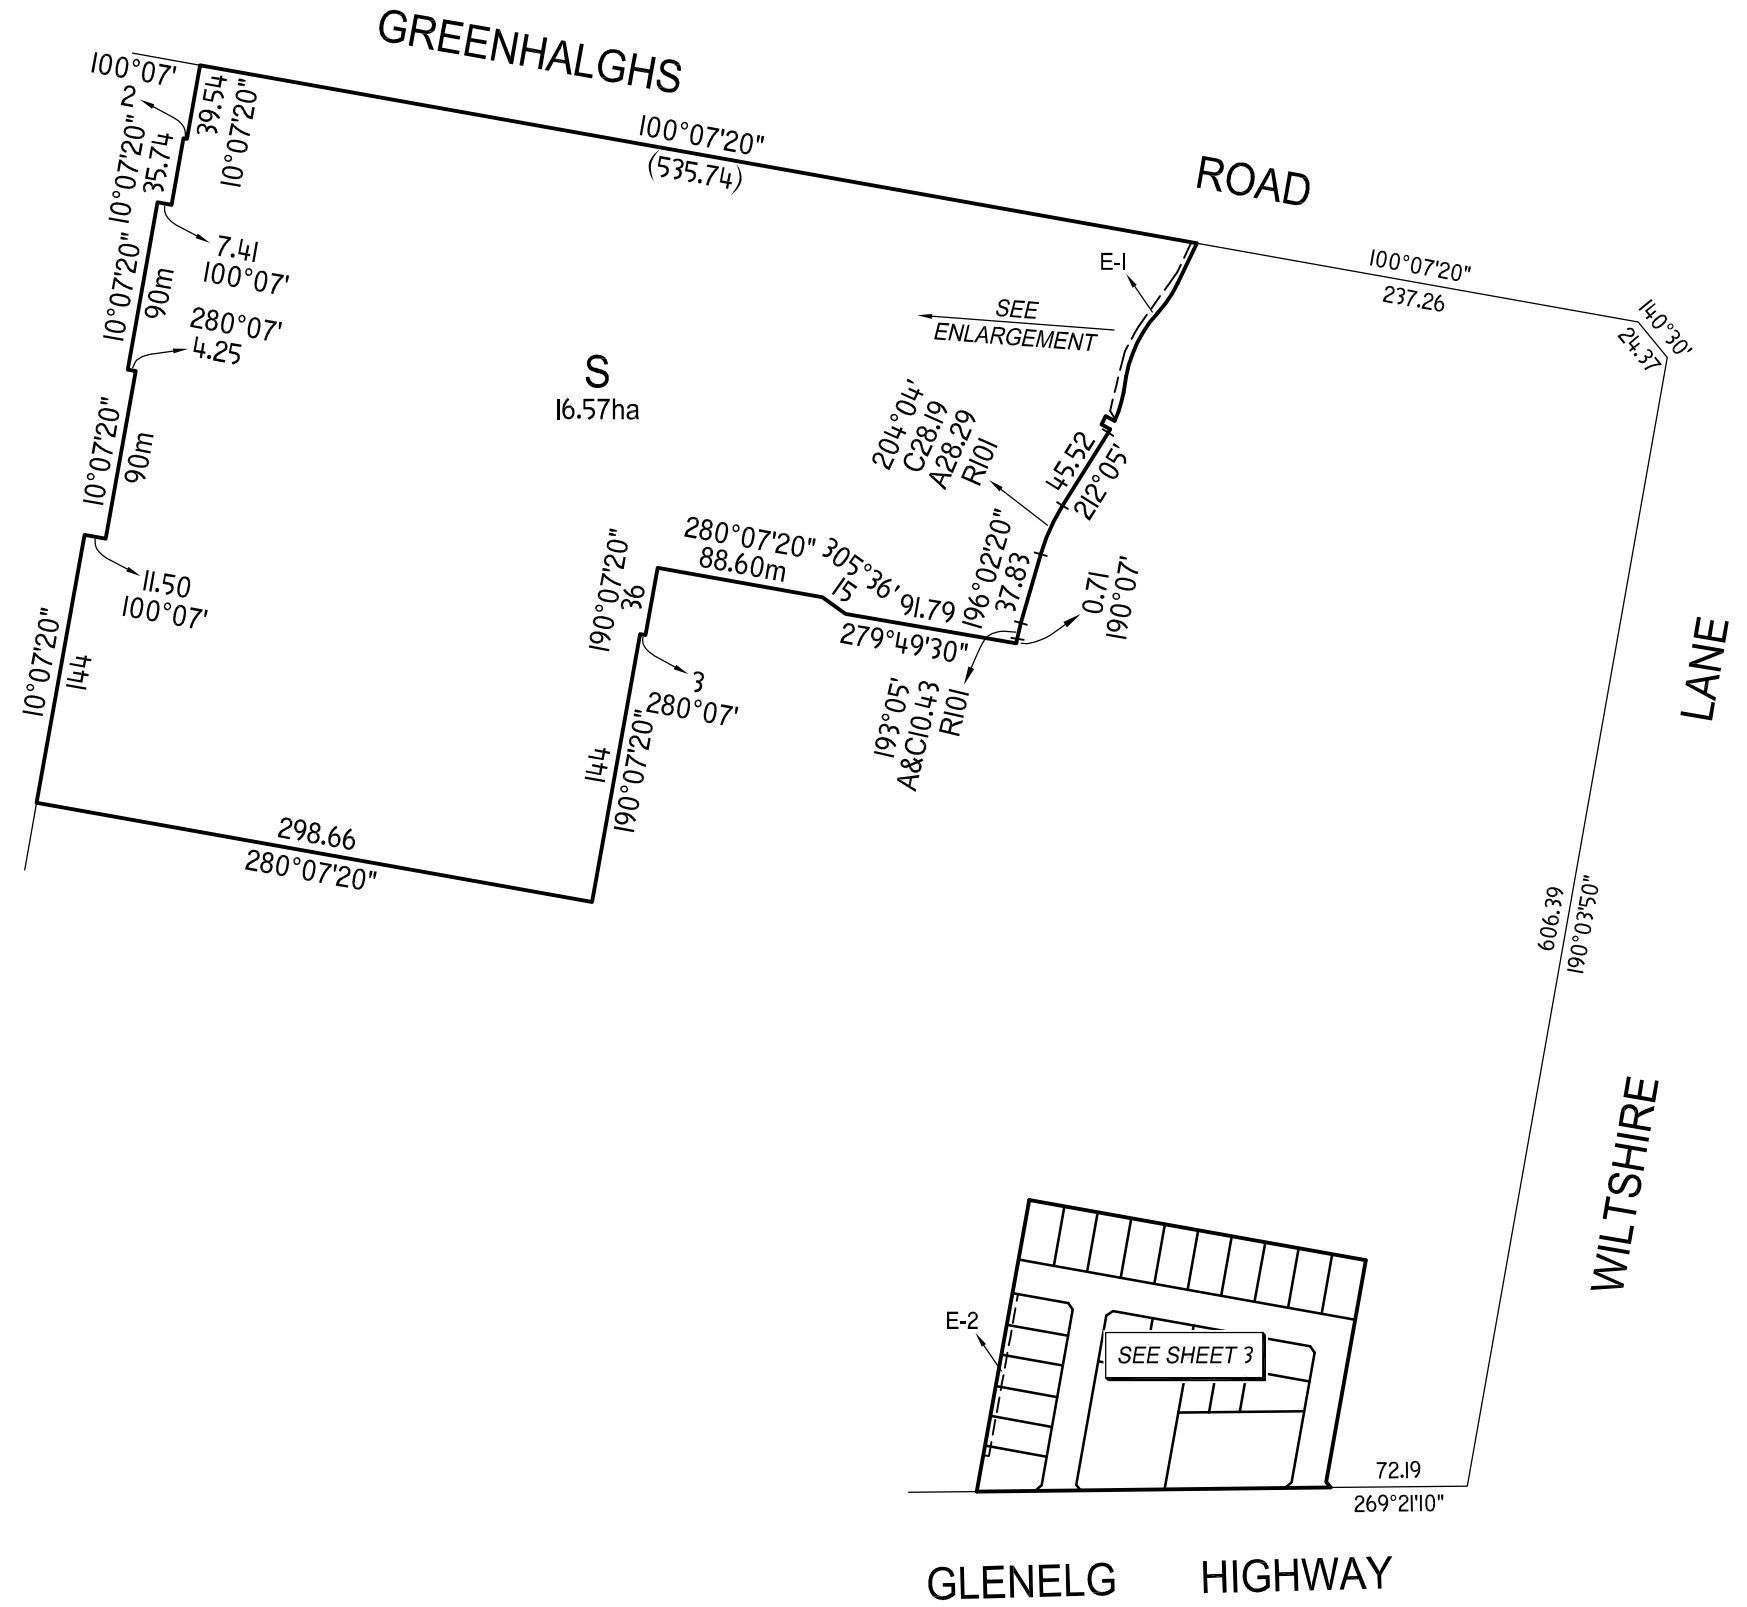 GREENHALGHS
ROAD
100°07'
2
39.54
10°07'20"
10°07'20"
35.74
7.41
100°07'
10°07'20"
90m
280°07'
4.25
10°07'20"
90m
11.50
100°07'
10°07'20"
144
298.66
280°07'20"
100°07'20"
(535.74)
S
16.57ha
E-1
SEE
ENLARGEMENT
100°07'20"
237.26
140°30'
24.37
204°04'
C28.19
A28.29
R101
45.52
212°05'
280°07'20"
88.60m
305°36'
15
91.79
279°49'30"
196°02'20"
37.83
0.71
190°07'
193°05'
A&C10.43
R101
190°07'20"
36
3
280°07'
144
190°07'20"
LANE
WILTSHIRE
606.39
190°03'50"
E-2
SEE SHEET 3
72.19
269°21'10"
GLENELG HIGHWAY